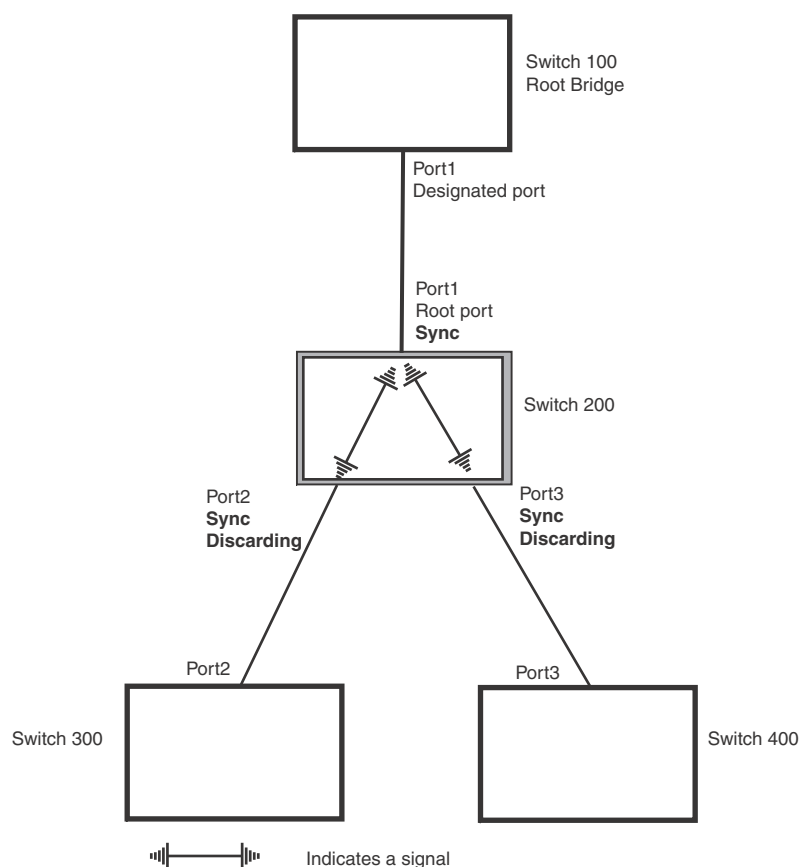 Switch 100
Root Bridge
Port1
Designated port
Port1
Root port
Sync
Switch 200
Port2
Sync
Discarding
Port3
Sync
Discarding
Port2
Port3
Switch 300
Switch 400
Indicates a signal